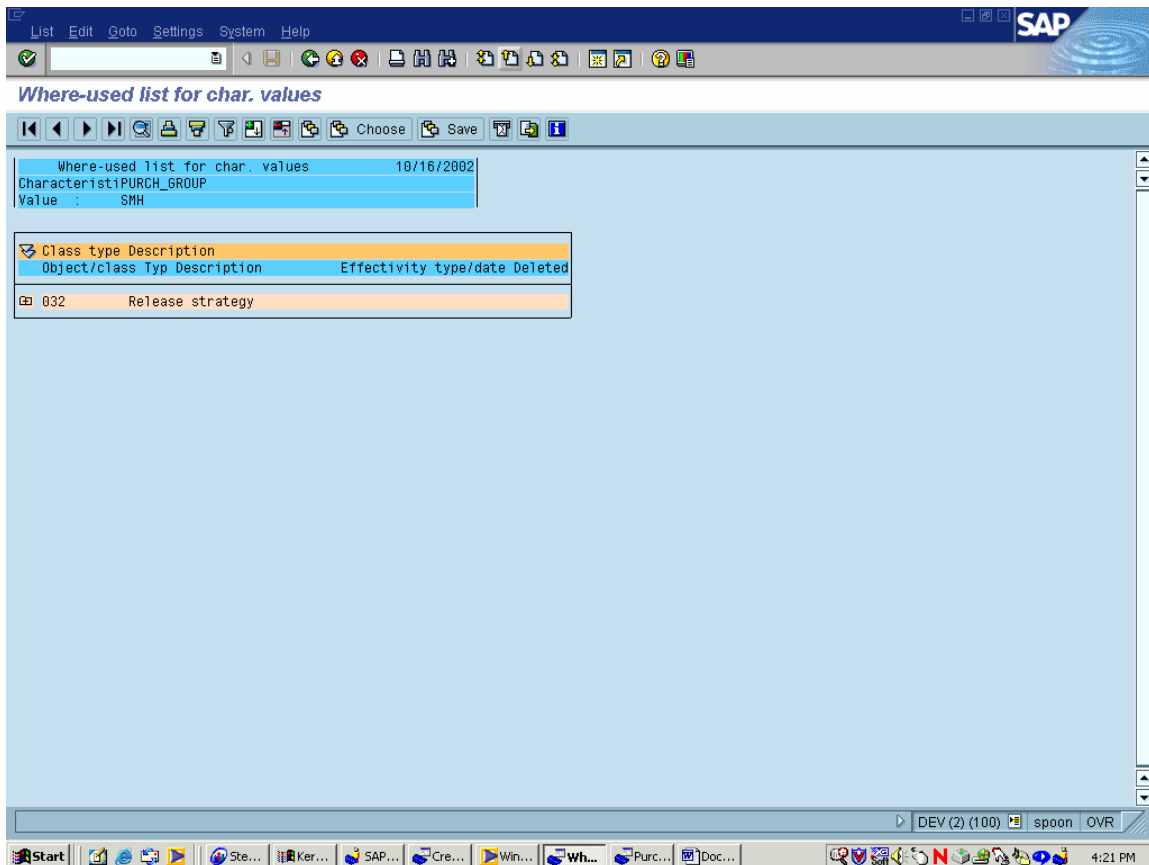 List Edit Goto Settings System Help
SAP
Where-used list for char. values
Choose Save
Where-used list for char. values 10/16/2002
CharacteristiPURCH_GROUP
Value : SMH
Class type Description
Object/class Typ Description Effectivity type/date Deleted
032 Release strategy
DEV (2) (100) spoon OVR
Start Ste... Ker... SAP... Cre... Win... Wh... Purc... Doc... 4:21 PM